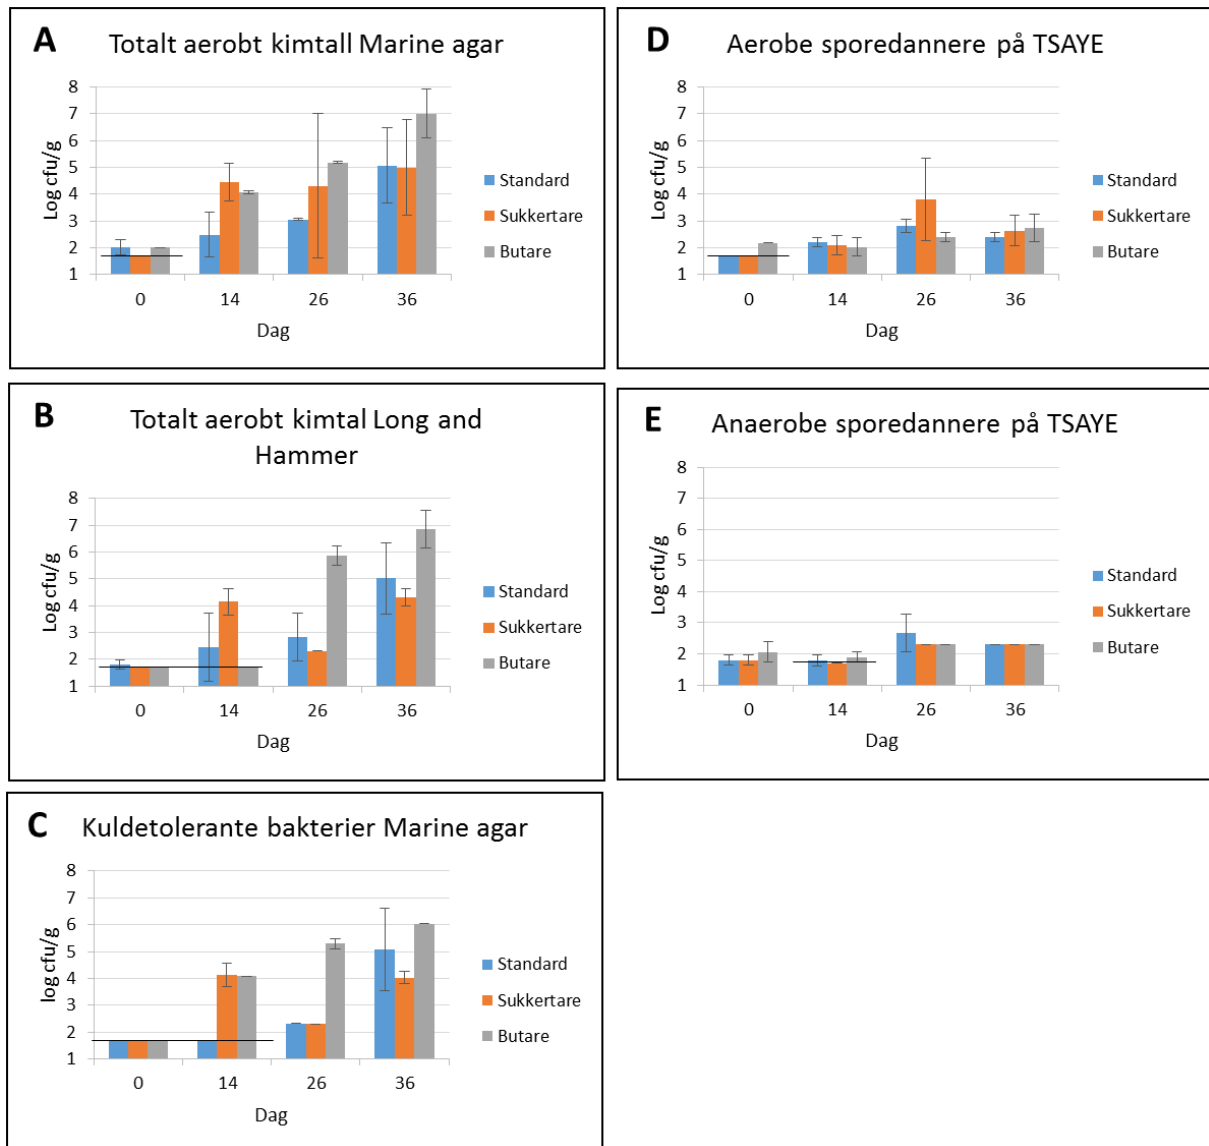 A
Totalt aerobt kimtall Marine agar
8
7
6
5
4
3
2
1
Log cfu/g
0 14 26 36
Dag
Standard
Sukkertare
Butare
B
Totalt aerobt kimtal Long and
Hammer
8
7
6
5
4
3
2
1
Log cfu/g
0 14 26 36
Dag
Standard
Sukkertare
Butare
C
Kuldetolerante bakterier Marine agar
8
7
6
5
4
3
2
1
log cfu/g
0 14 26 36
Dag
Standard
Sukkertare
Butare
D
Aerobe sporedannere på TSAYE
8
7
6
5
4
3
2
1
Log cfu/g
0 14 26 36
Dag
Standard
Sukkertare
Butare
E
Anaerobe sporedannere på TSAYE
8
7
6
5
4
3
2
1
Log cfu/g
0 14 26 36
Dag
Standard
Sukkertare
Butare